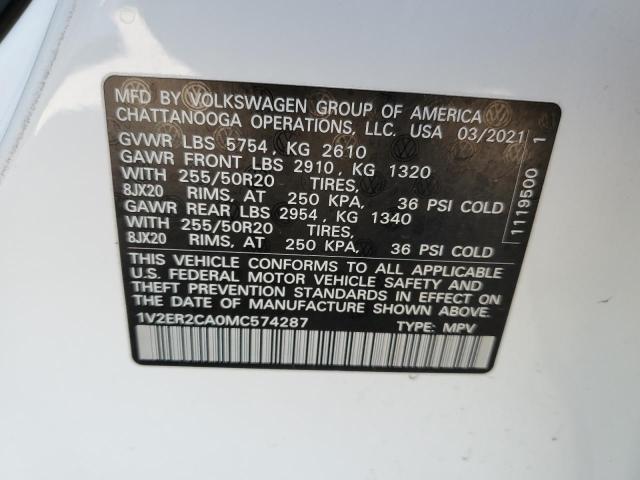 MFD BY VOLKSWAGEN GROUP OF AMERICA
CHATTANOOGA OPERATIONS, LLC. USA 03/2021
GVWR LBS 5754, KG 2610
GAWR FRONT LBS 2910, KG 1320
WITH 255/50R20 TIRES,
8JX20 RIMS, AT 250 KPA, 36 PSI COLD
GAWR REAR LBS 2954, KG 1340
WITH 255/50R20 TIRES,
8JX20 RIMS, AT 250 KPA, 36 PSI COLD
THIS VEHICLE CONFORMS TO ALL APPLICABLE
U.S. FEDERAL MOTOR VEHICLE SAFETY AND
THEFT PREVENTION STANDARDS IN EFFECT ON
THE DATE OF MANUFACTURE SHOWN ABOVE.
1V2ER2CA0MC574287 TYPE: MPV
1119500 1